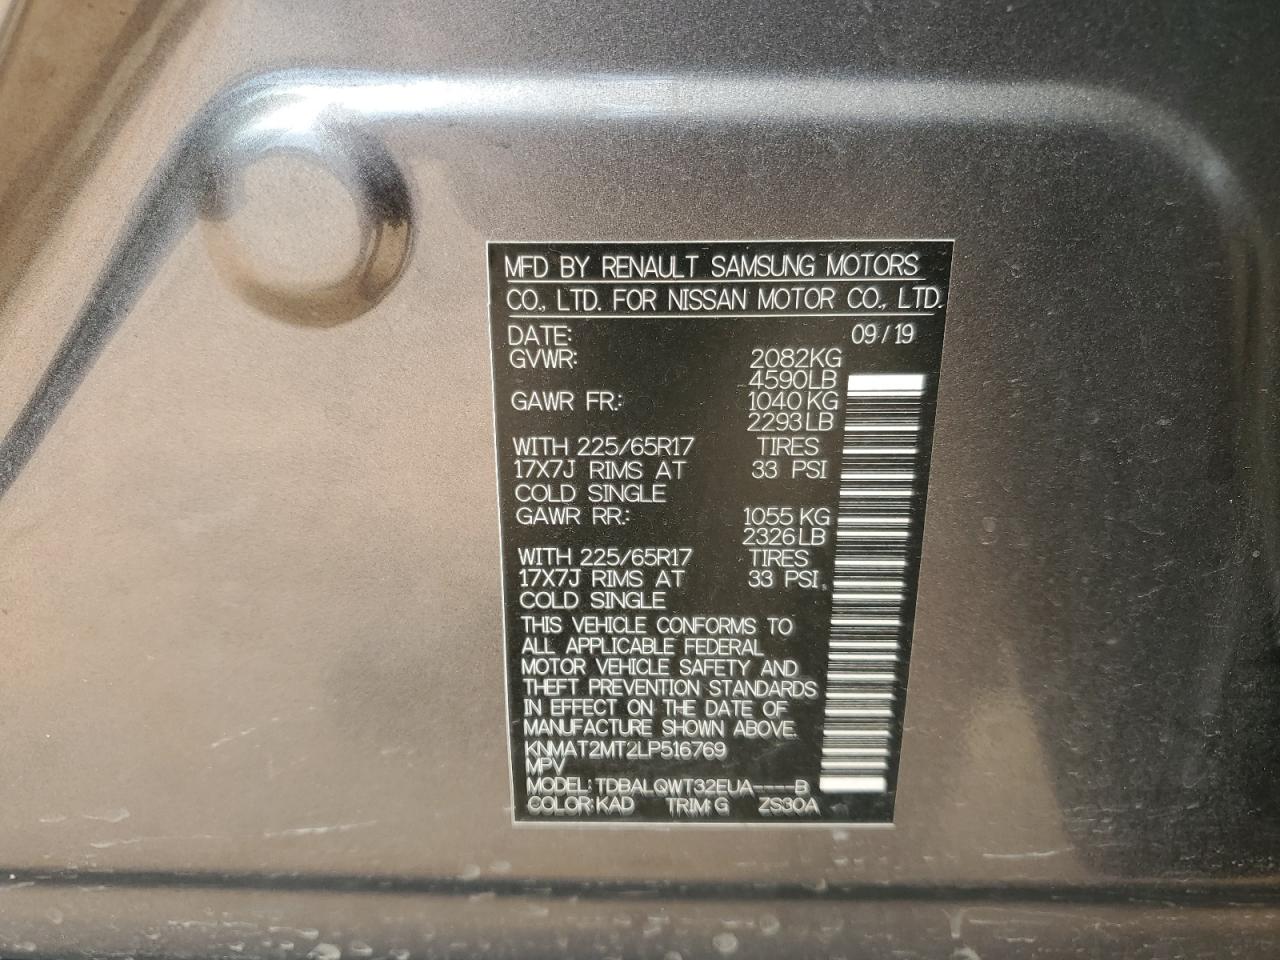 MFD BY RENAULT SAMSUNG MOTORS
CO., LTD. FOR NISSAN MOTOR CO., LTD.
DATE: 09/19
GVWR: 2082KG
4590LB
GAWR FR.: 1040KG
2293LB
WITH 225/65R17 TIRES
17X7J RIMS AT 33 PSI
COLD SINGLE
GAWR RR.: 1055KG
2326LB
WITH 225/65R17 TIRES
17X7J RIMS AT 33 PSI,
COLD SINGLE
THIS VEHICLE CONFORMS TO
ALL APPLICABLE FEDERAL
MOTOR VEHICLE SAFETY AND
THEFT PREVENTION STANDARDS
IN EFFECT ON THE DATE OF
MANUFACTURE SHOWN ABOVE.
KNMAT2MT2LP516769
MPV
MODEL: TDBALQWT32EUA----B
COLOR:KAD TRIM:G ZS30A